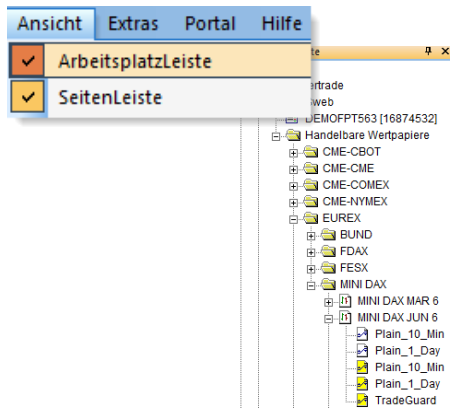 Ansicht Extras Portal Hilfe
ArbeitsplatzLeiste
SeitenLeiste
te
ertrade
web
DEMOFPT563 [16874532]
Handelbare Wertpapiere
CME-CBOT
CME-CME
CME-COMEX
CME-NYMEX
EUREX
BUND
FDAX
FESX
MINI DAX
MINI DAX MAR 6
MINI DAX JUN 6
Plain_10_Min
Plain_1_Day
Plain_10_Min
Plain_1_Day
TradeGuard